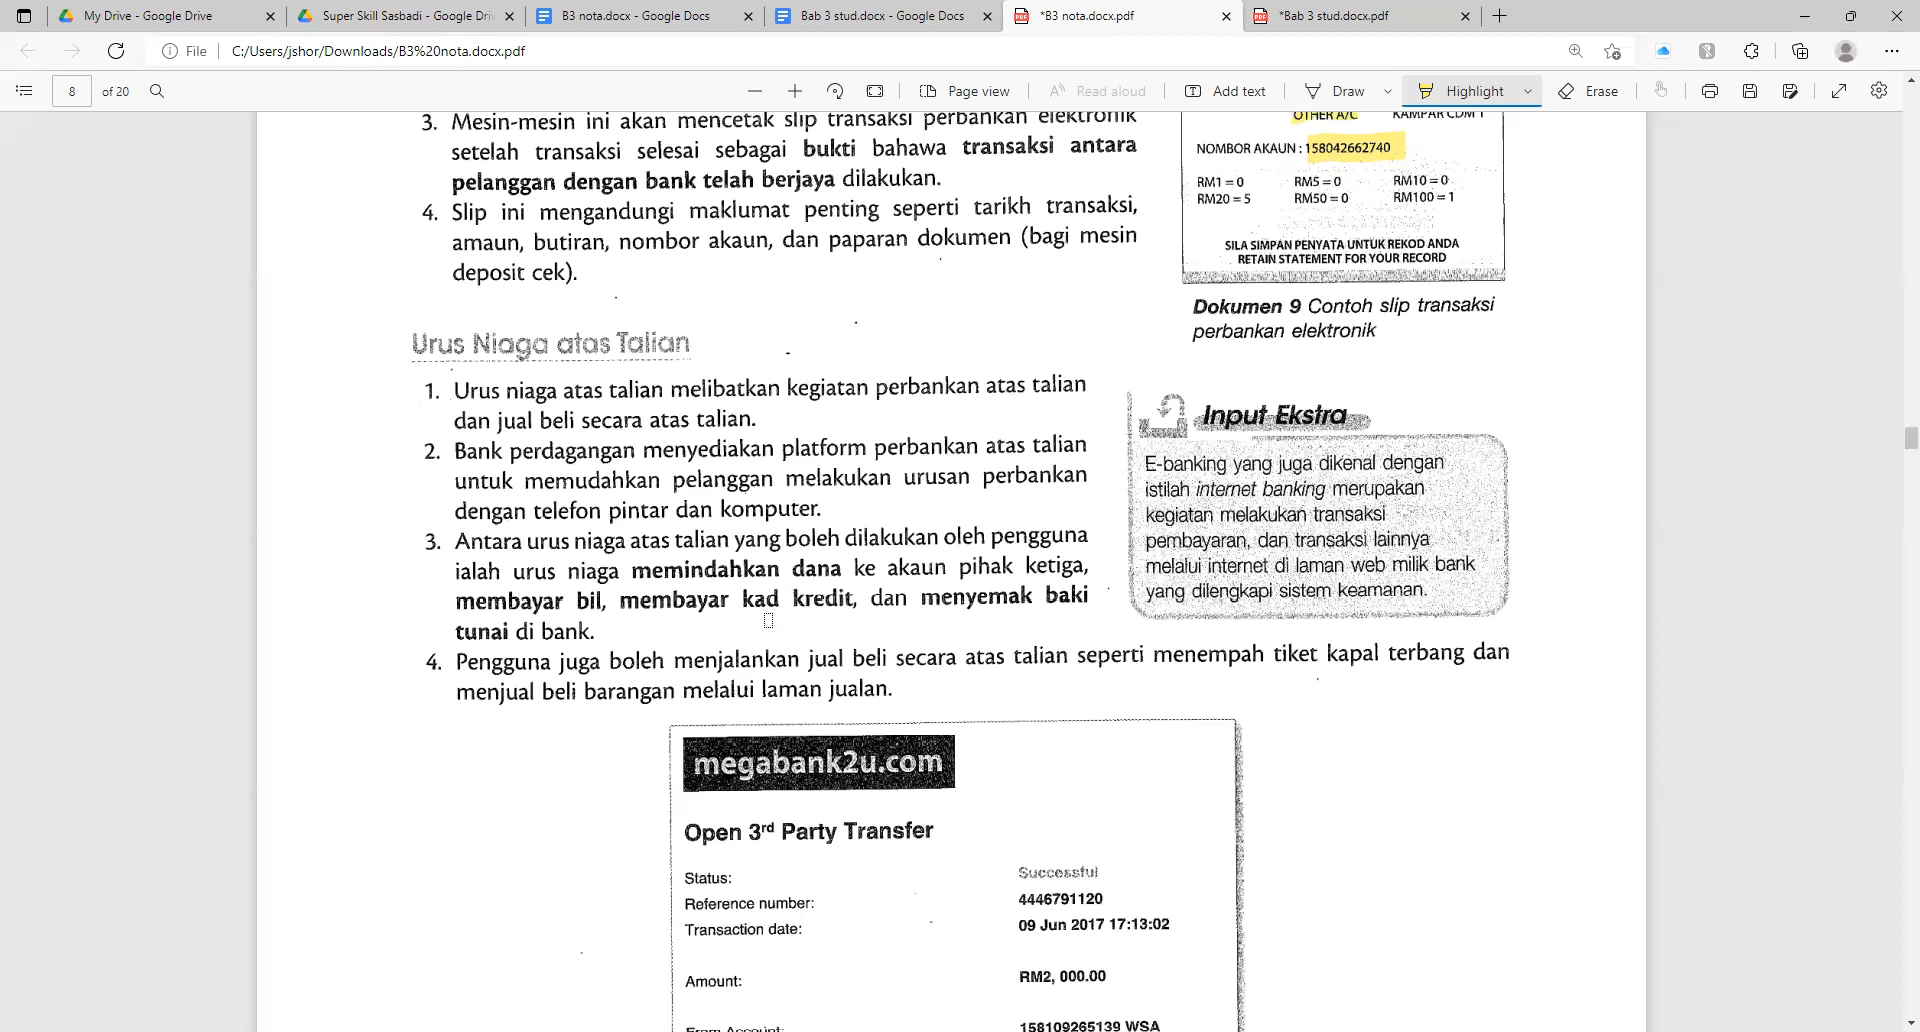 My Drive - Google Drive
Super Skill Sasbadi - Google Driv
B3 nota.docx - Google Docs
Bab 3 stud.docx - Google Docs
*B3 nota.docx.pdf
*Bab 3 stud.docx.pdf
File
C:/Users/jshor/Downloads/B3%20nota.docx.pdf
8 of 20
Page view
Read aloud
Add text
Draw
Highlight
Erase
3. Mesin-mesin ini akan mencetak slip transaksi perbankan elektronik
setelah transaksi selesai sebagai bukti bahawa transaksi antara
pelanggan dengan bank telah berjaya dilakukan.
4. Slip ini mengandungi maklumat penting seperti tarikh transaksi,
amaun, butiran, nombor akaun, dan paparan dokumen (bagi mesin
deposit cek).
OTHER A/C KAMPAR CDM 1
NOMBOR AKAUN : 158042662740
RM1 = 0 RM5 = 0 RM10 = 0
RM20 = 5 RM50 = 0 RM100 = 1
SILA SIMPAN PENYATA UNTUK REKOD ANDA
RETAIN STATEMENT FOR YOUR RECORD
Dokumen 9 Contoh slip transaksi
perbankan elektronik
Urus Niaga atas Talian
1. Urus niaga atas talian melibatkan kegiatan perbankan atas talian
dan jual beli secara atas talian.
2. Bank perdagangan menyediakan platform perbankan atas talian
untuk memudahkan pelanggan melakukan urusan perbankan
dengan telefon pintar dan komputer.
3. Antara urus niaga atas talian yang boleh dilakukan oleh pengguna
ialah urus niaga memindahkan dana ke akaun pihak ketiga,
membayar bil, membayar kad kredit, dan menyemak baki
tunai di bank.
4. Pengguna juga boleh menjalankan jual beli secara atas talian seperti menempah tiket kapal terbang dan
menjual beli barangan melalui laman jualan.
Input Ekstra
E-banking yang juga dikenal dengan
istilah internet banking merupakan
kegiatan melakukan transaksi
pembayaran, dan transaksi lainnya
melalui internet di laman web milik bank
yang dilengkapi sistem keamanan.
megabank2u.com
Open 3rd Party Transfer
Status: Successful
Reference number: 4446791120
Transaction date: 09 Jun 2017 17:13:02
Amount: RM2, 000.00
From Account: 158109265139 WSA